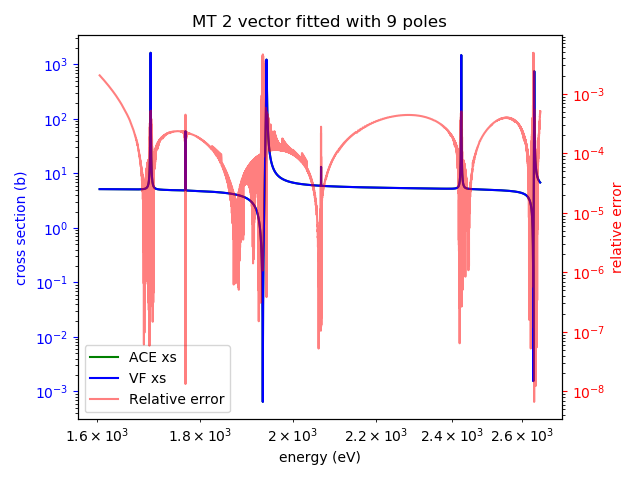 MT 2 vector fitted with 9 poles
10³
10²
10¹
10⁰
10⁻¹
10⁻²
10⁻³
cross section (b)
10⁻³
10⁻⁴
10⁻⁵
10⁻⁶
10⁻⁷
10⁻⁸
relative error
ACE xs
VF xs
Relative error
1.6 × 10³ 1.8 × 10³ 2 × 10³ 2.2 × 10³ 2.4 × 10³ 2.6 × 10³
energy (eV)